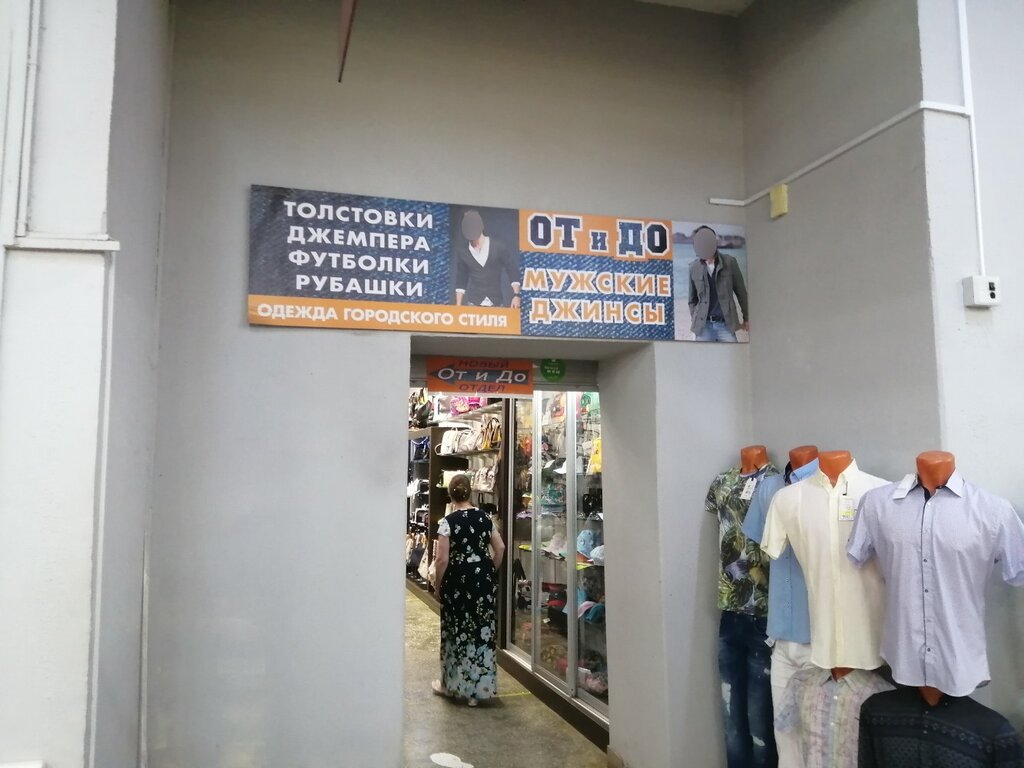 ТОЛСТОВКИ
ДЖЕМПЕРА
ФУТБОЛКИ
РУБАШКИ
ОДЕЖДА ГОРОДСКОГО СТИЛЯ
ОТ и ДО
МУЖСКИЕ
ДЖИНСЫ
НОВЫЙ
От и До
ОТДЕЛ